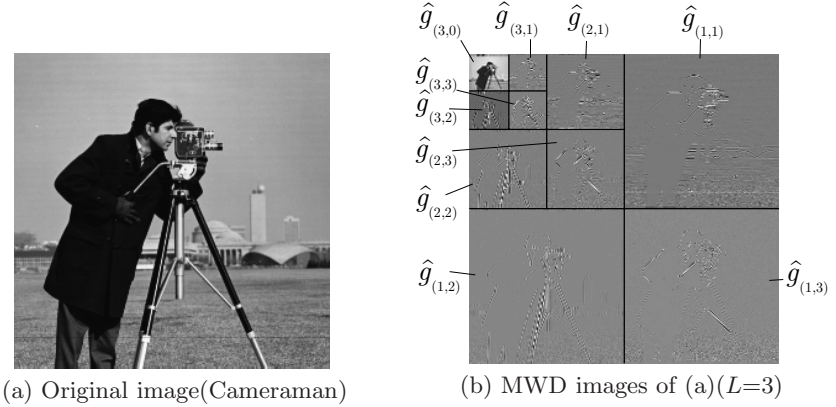 ĝ(3,0)
ĝ(3,1)
ĝ(2,1)
ĝ(1,1)
ĝ(3,3)
ĝ(3,2)
ĝ(2,3)
ĝ(2,2)
ĝ(1,2)
ĝ(1,3)
(a) Original image(Cameraman)
(b) MWD images of (a)(L=3)